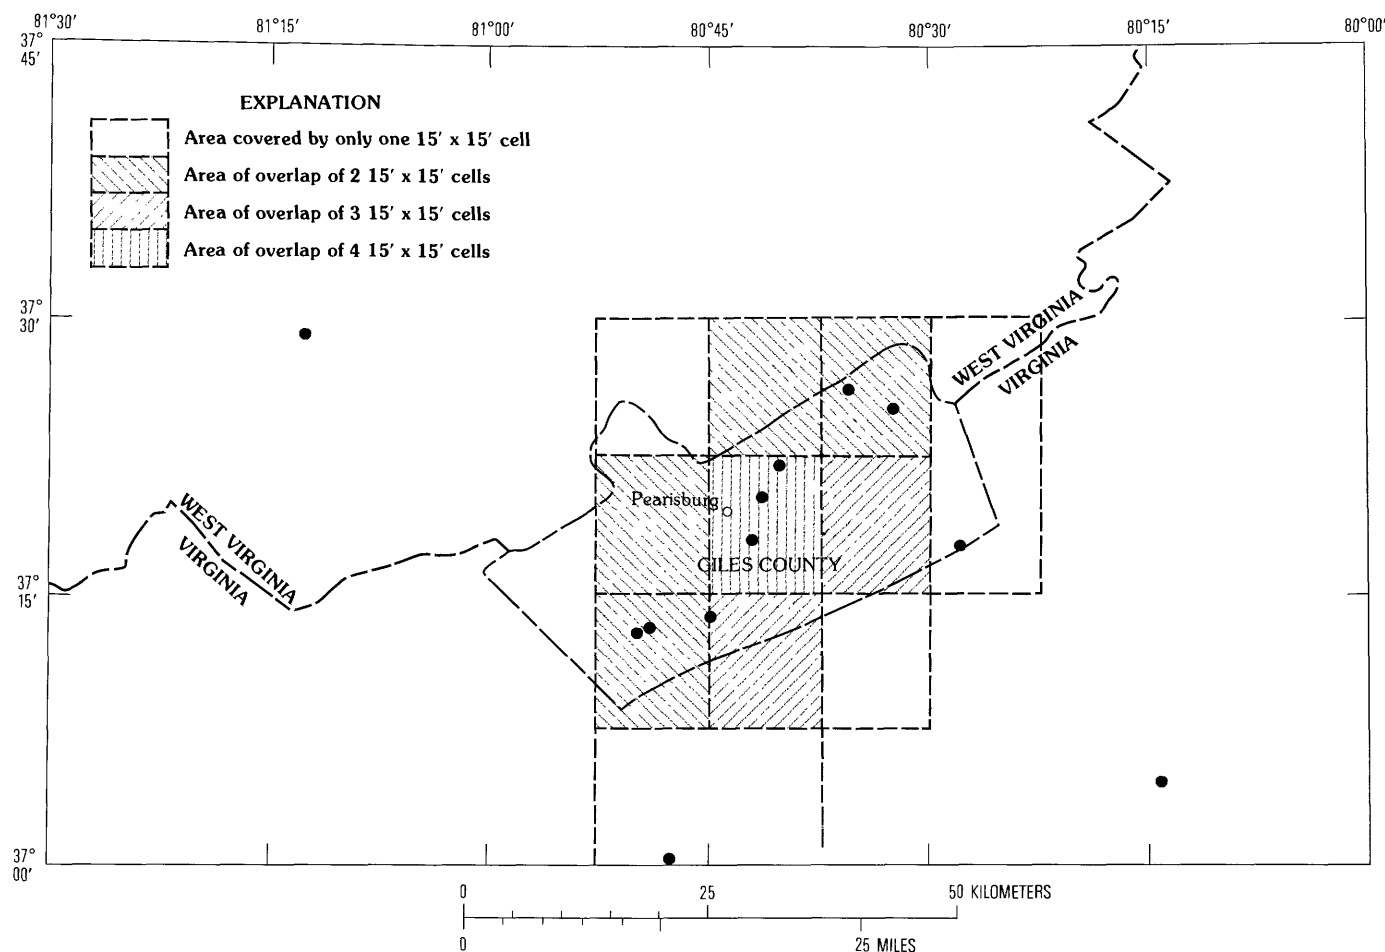 81°30′
81°15′
81°00′
80°45′
80°30′
80°15′
80°00′
37°
45′
EXPLANATION
Area covered by only one 15′ x 15′ cell
Area of overlap of 2 15′ x 15′ cells
Area of overlap of 3 15′ x 15′ cells
Area of overlap of 4 15′ x 15′ cells
37°
30′
WEST VIRGINIA
VIRGINIA
Pearisburg
WEST VIRGINIA
VIRGINIA
GILES COUNTY
37°
15′
37°
00′
0 25 50 KILOMETERS
0 25 MILES